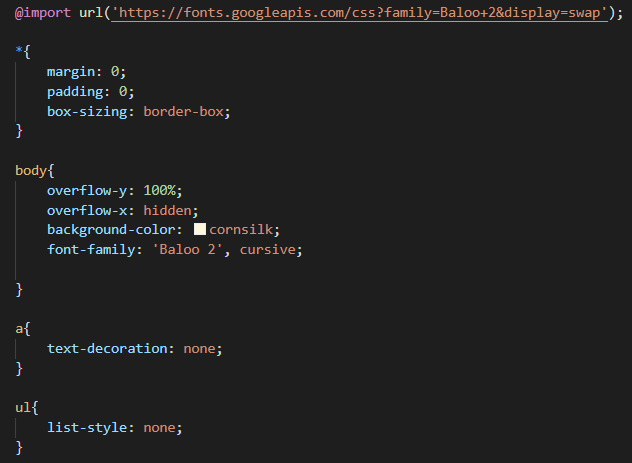 @import url('https://fonts.googleapis.com/css?family=Baloo+2&display=swap');
*{
margin: 0;
padding: 0;
box-sizing: border-box;
}
body{
overflow-y: 100%;
overflow-x: hidden;
background-color: cornsilk;
font-family: 'Baloo 2', cursive;
}
a{
text-decoration: none;
}
ul{
list-style: none;
}